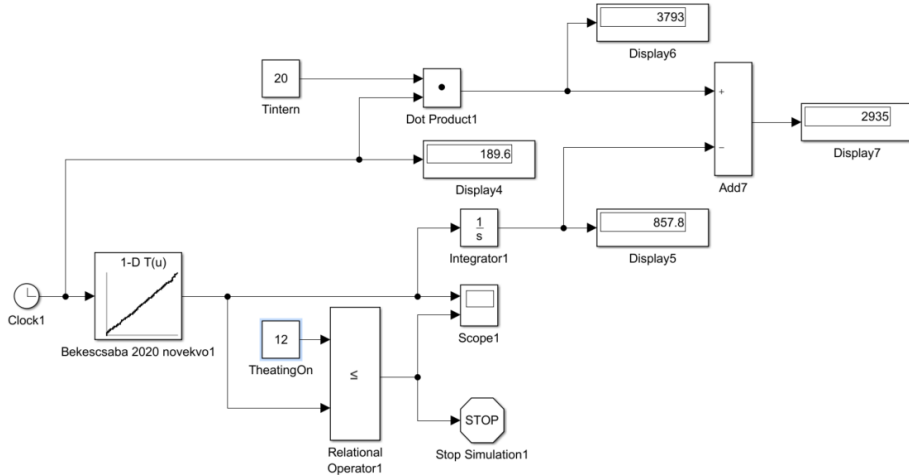 3793
Display6
20
Tintern
Dot Product1
+
−
Add7
2935
Display7
189.6
Display4
1
s
Integrator1
857.8
Display5
1-D T(u)
Clock1
Bekescsaba 2020 novekvo1
Scope1
12
TheatingOn
≤
STOP
Relational
Operator1
Stop Simulation1